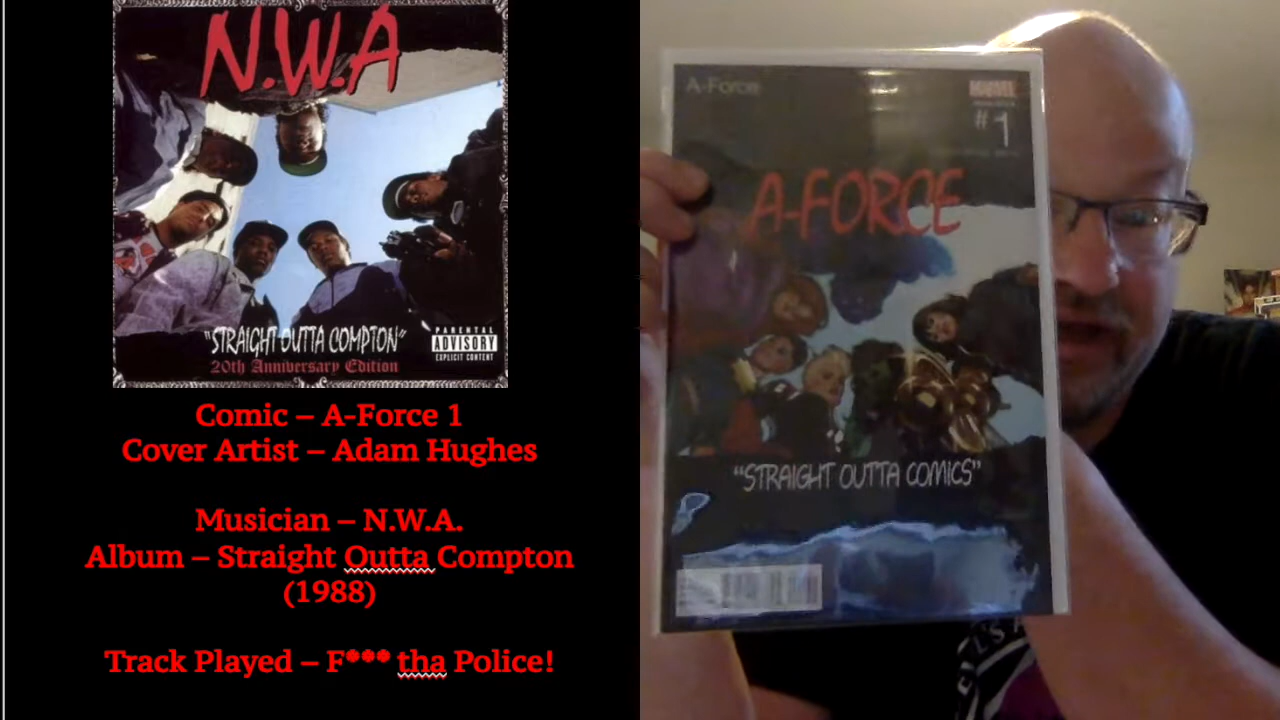 N.W.A
"STRAIGHT OUTTA COMPTON"
20th Anniversary Edition
PARENTAL
ADVISORY
EXPLICIT CONTENT
Comic – A-Force 1
Cover Artist – Adam Hughes
Musician – N.W.A.
Album – Straight Outta Compton
(1988)
Track Played – F*** tha Police!
A-Force
MARVEL
#1
A-FORCE
"STRAIGHT OUTTA COMICS"